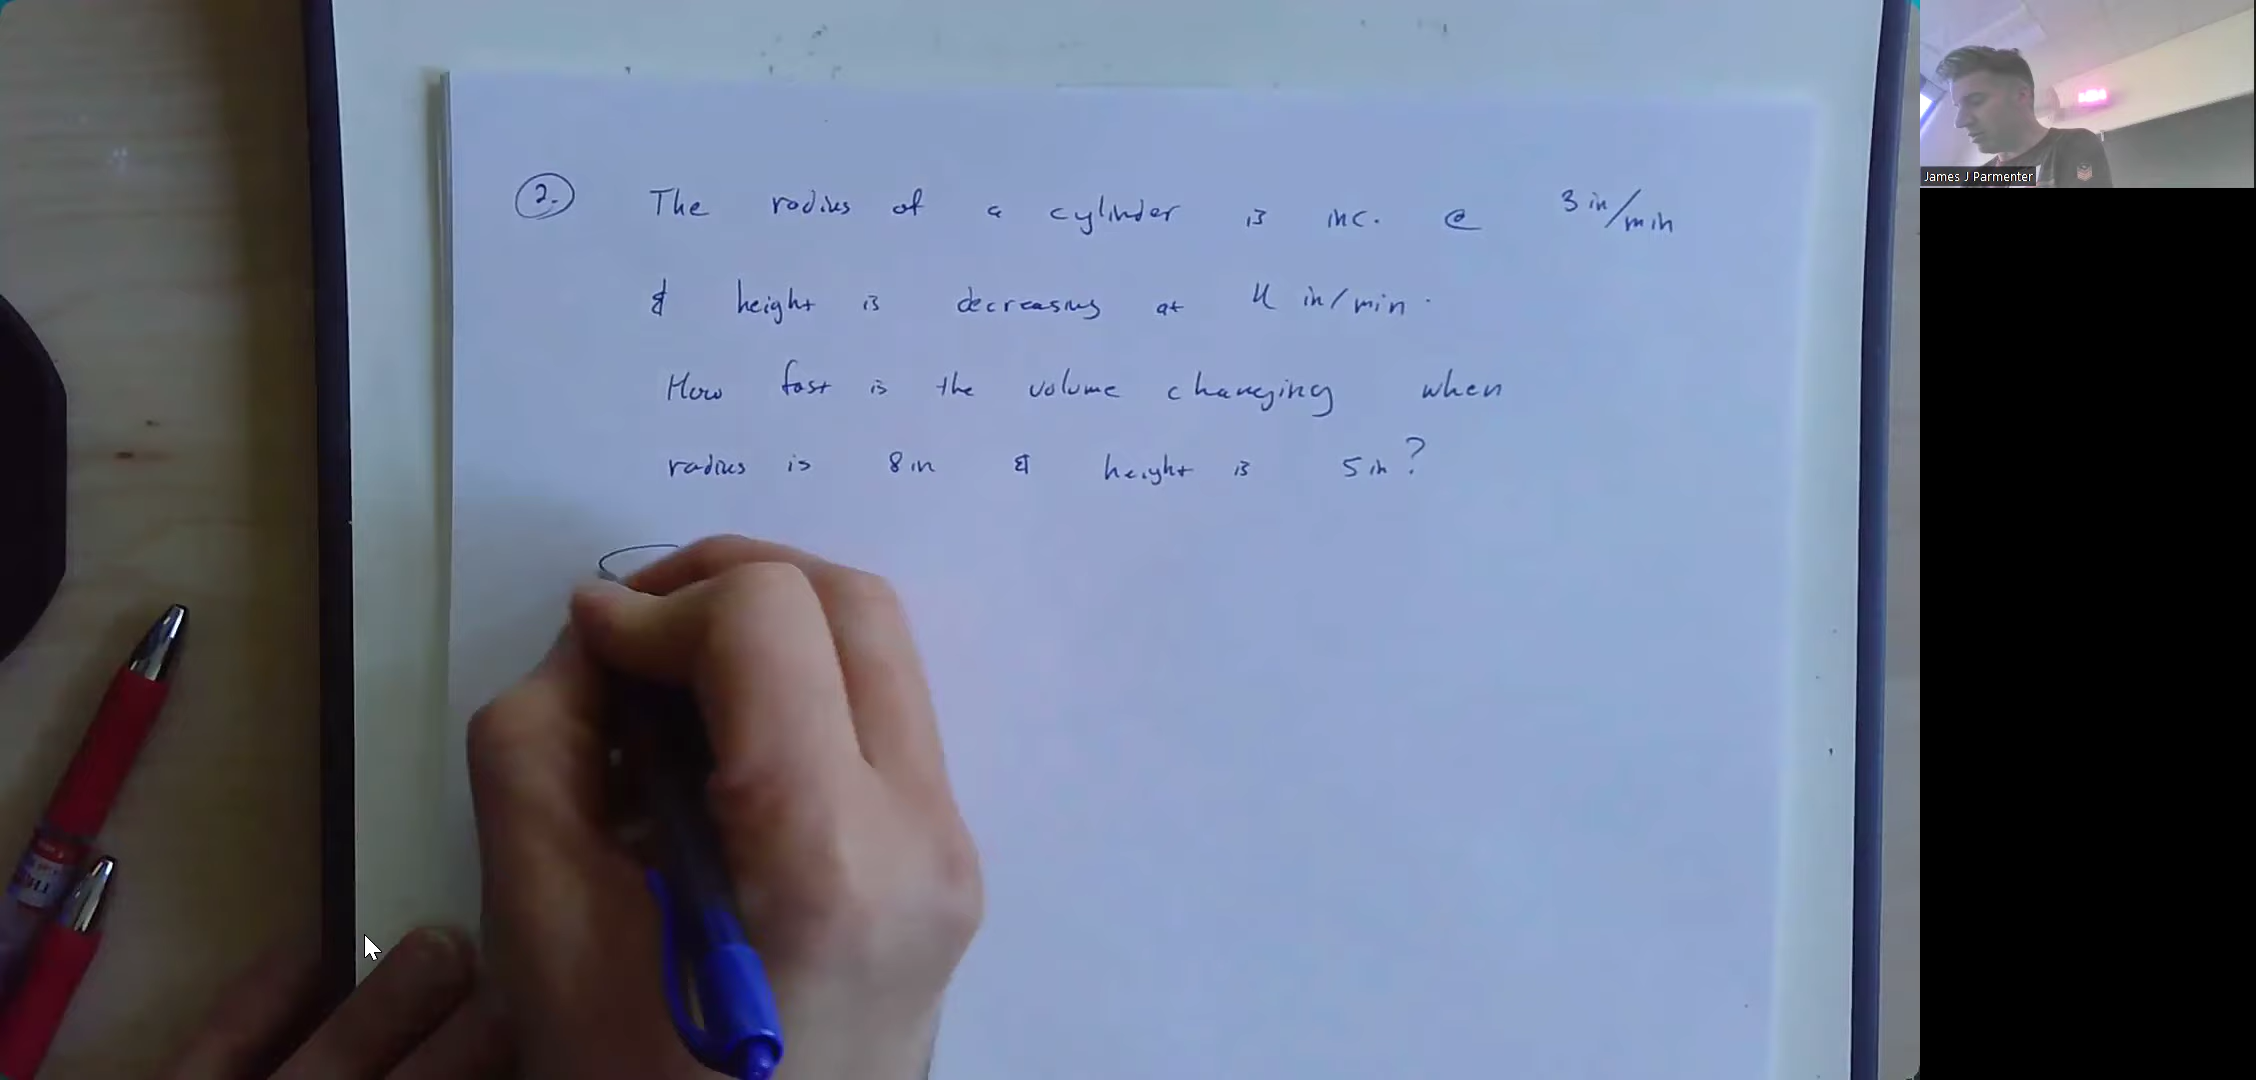 2. The radius of a cylinder is inc. @ 3 in/min
& height is decreasing at 4 in/min.
How fast is the volume changing when
radius is 8 in & height is 5 in?
James J Parmenter